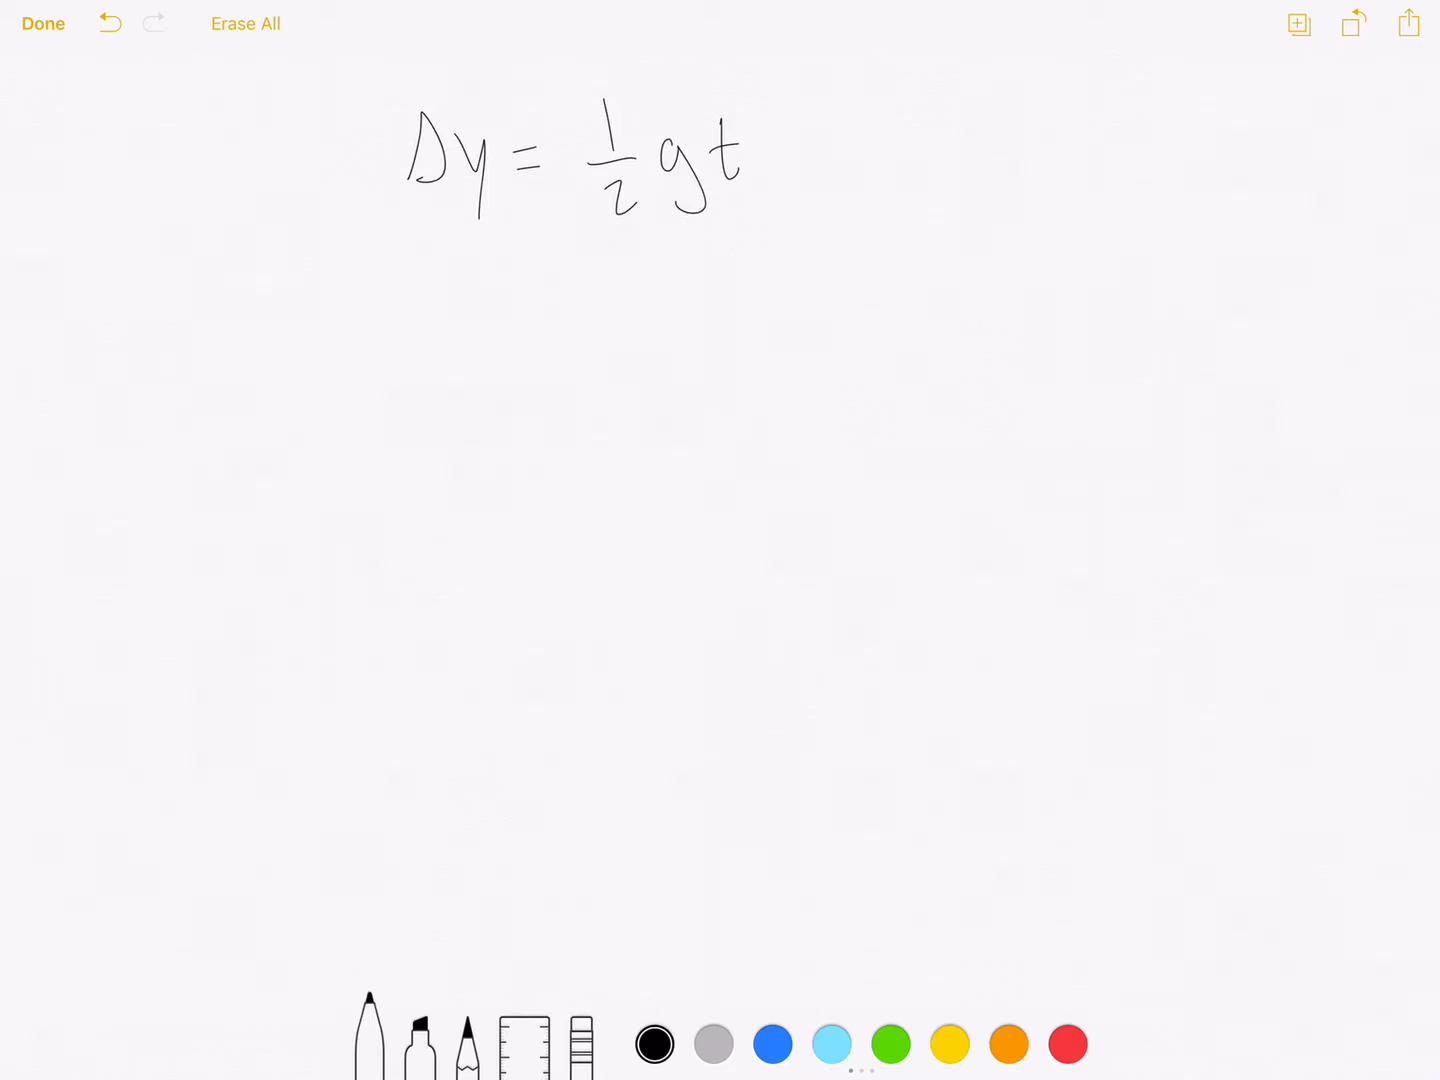 Done Erase All
Δy = 1/2 gt